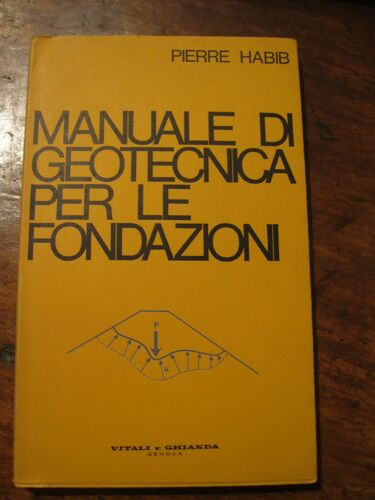 PIERRE HABIB
MANUALE DI
GEOTECNICA
PER LE
FONDAZIONI
P
u
VITALI E GHIANDA
GENOVA